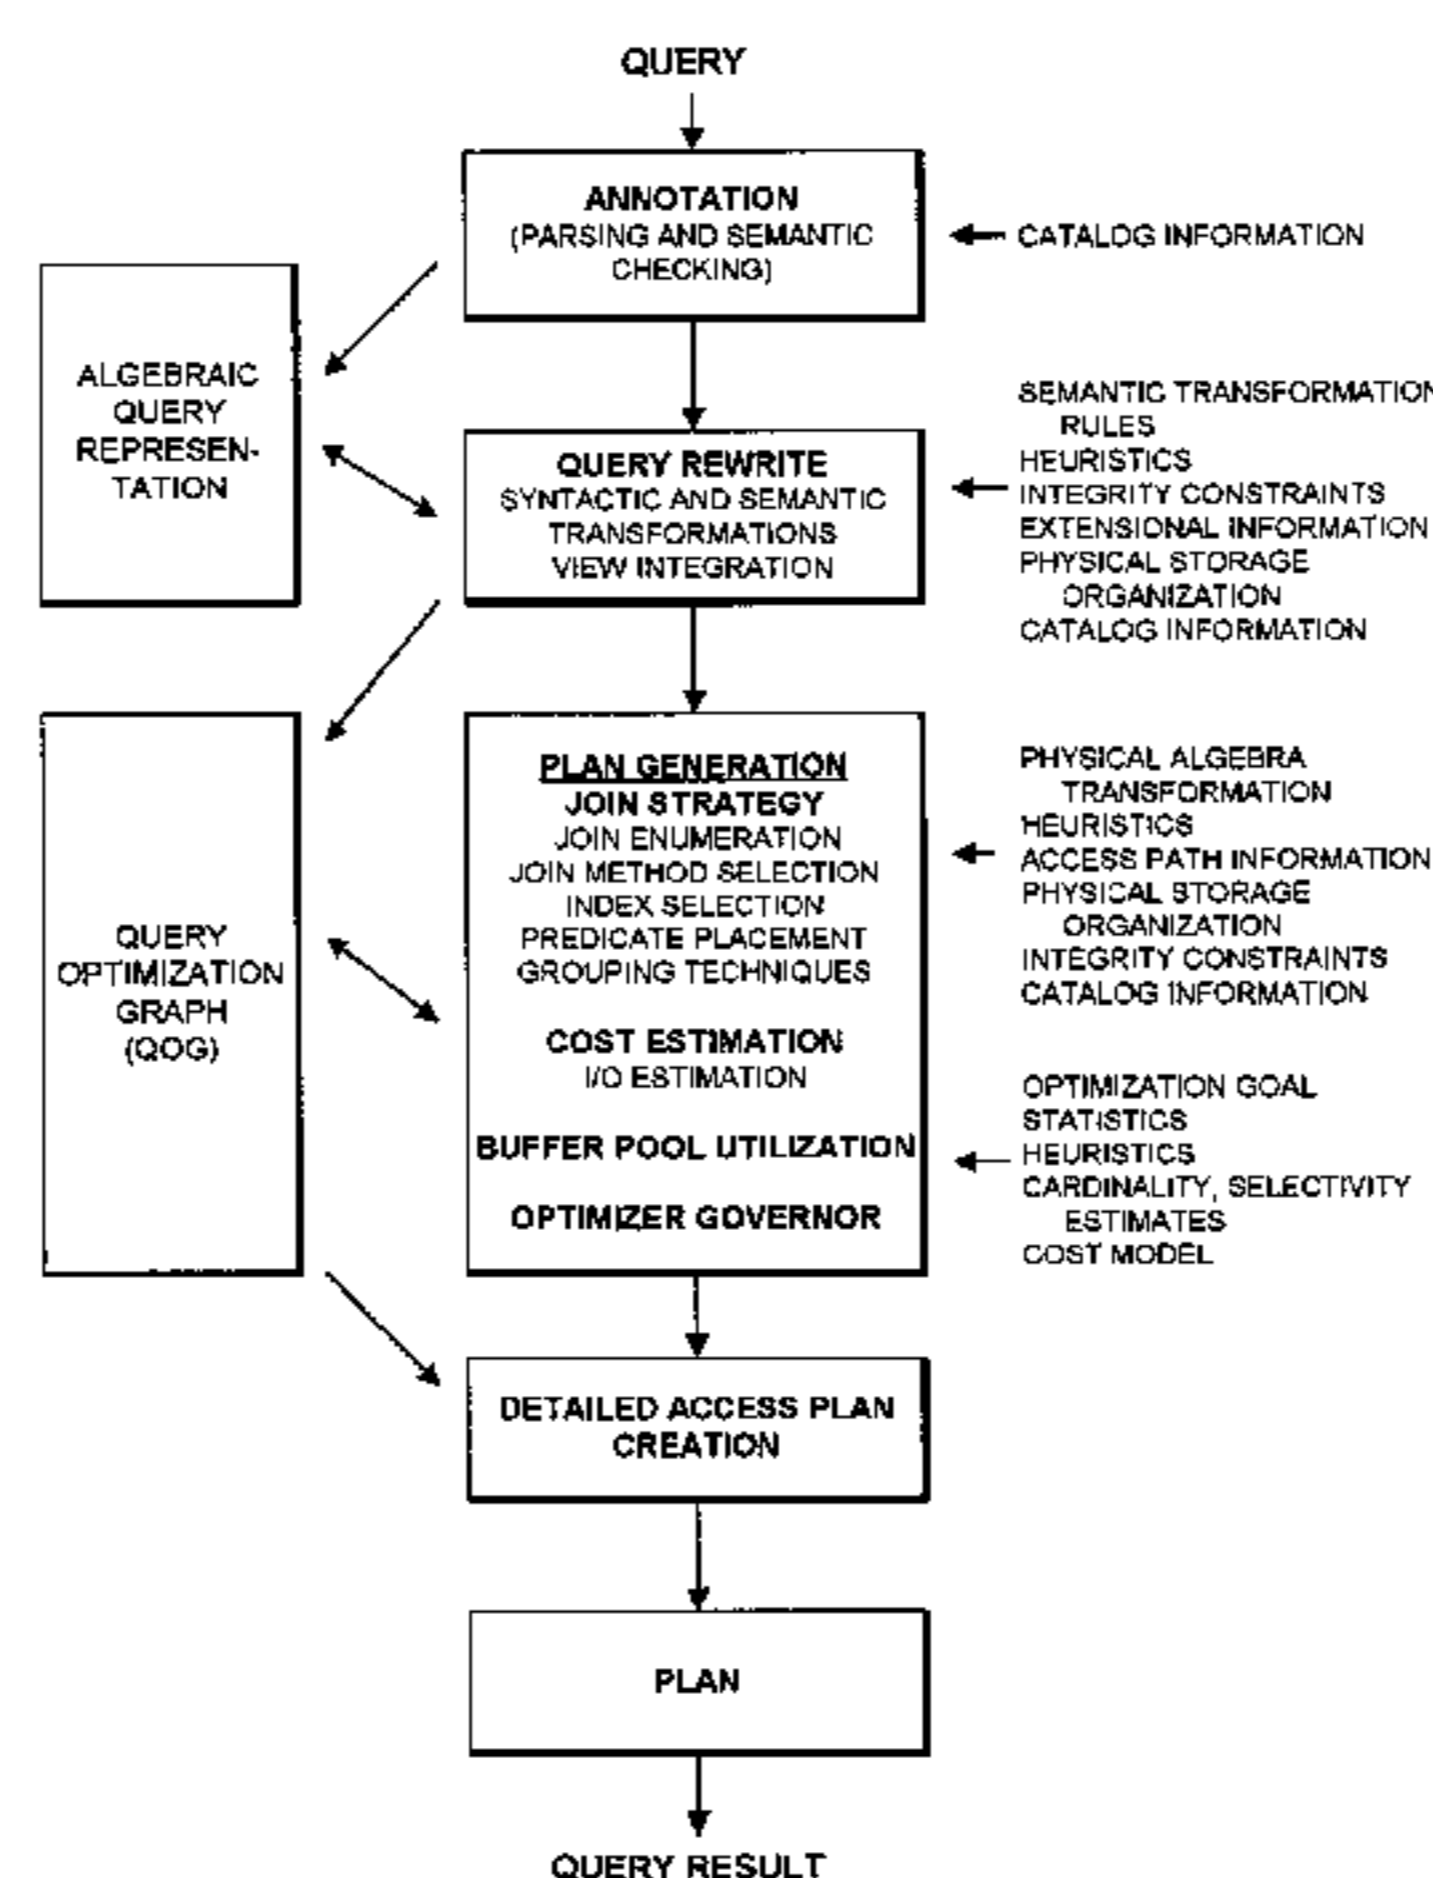 QUERY
ANNOTATION
(PARSING AND SEMANTIC
CHECKING)
CATALOG INFORMATION
ALGEBRAIC
QUERY
REPRESEN-
TATION
QUERY REWRITE
SYNTACTIC AND SEMANTIC
TRANSFORMATIONS
VIEW INTEGRATION
SEMANTIC TRANSFORMATION
RULES
HEURISTICS
INTEGRITY CONSTRAINTS
EXTENSIONAL INFORMATION
PHYSICAL STORAGE
ORGANIZATION
CATALOG INFORMATION
QUERY
OPTIMIZATION
GRAPH
(QOG)
PLAN GENERATION
JOIN STRATEGY
JOIN ENUMERATION
JOIN METHOD SELECTION
INDEX SELECTION
PREDICATE PLACEMENT
GROUPING TECHNIQUES
COST ESTIMATION
I/O ESTIMATION
BUFFER POOL UTILIZATION
OPTIMIZER GOVERNOR
PHYSICAL ALGEBRA
TRANSFORMATION
HEURISTICS
ACCESS PATH INFORMATION
PHYSICAL STORAGE
ORGANIZATION
INTEGRITY CONSTRAINTS
CATALOG INFORMATION
OPTIMIZATION GOAL
STATISTICS
HEURISTICS
CARDINALITY, SELECTIVITY
ESTIMATES
COST MODEL
DETAILED ACCESS PLAN
CREATION
PLAN
QUERY RESULT